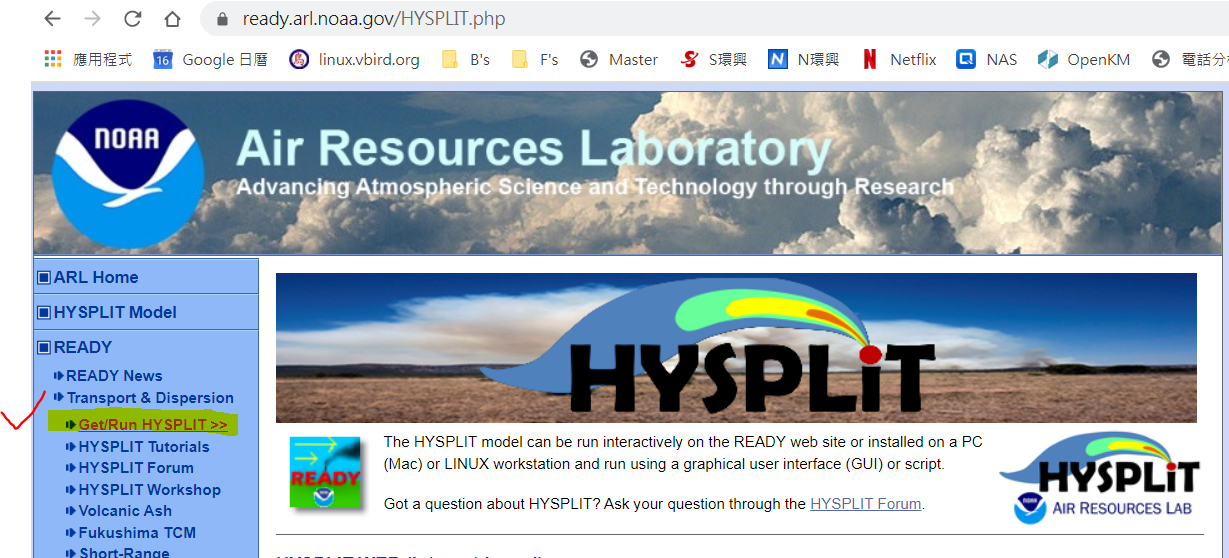 ready.arl.noaa.gov/HYSPLIT.php
應用程式 16 Google 日曆 linux.vbird.org B's F's Master S環興 N環興 Netflix NAS OpenKM 電話分
NOAA
Air Resources Laboratory
Advancing Atmospheric Science and Technology through Research
ARL Home
HYSPLIT Model
READY
READY News
Transport & Dispersion
Get/Run HYSPLIT >>
HYSPLIT Tutorials
HYSPLIT Forum
HYSPLIT Workshop
Volcanic Ash
Fukushima TCM
Short-Range
HYSPLiT
READY
The HYSPLIT model can be run interactively on the READY web site or installed on a PC
(Mac) or LINUX workstation and run using a graphical user interface (GUI) or script.
Got a question about HYSPLIT? Ask your question through the HYSPLIT Forum.
HYSPLiT
AIR RESOURCES LAB